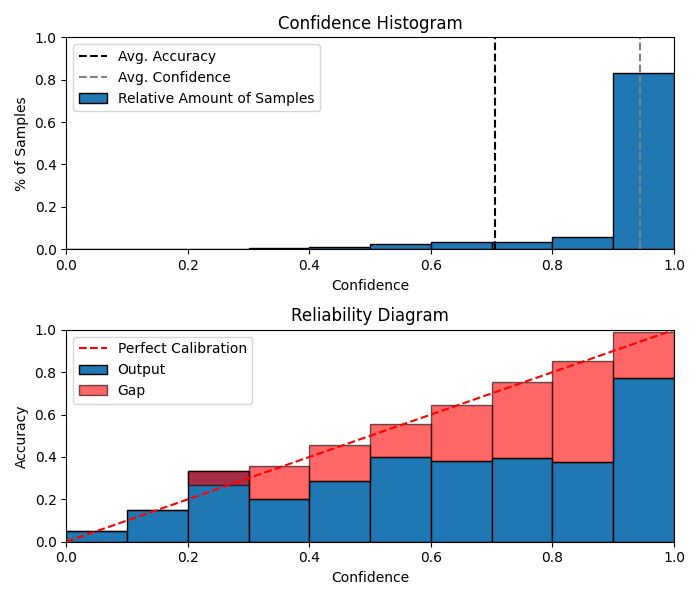 Confidence Histogram
1.0
0.8
0.6
0.4
0.2
0.0
% of Samples
Avg. Accuracy
Avg. Confidence
Relative Amount of Samples
0.0 0.2 0.4 0.6 0.8 1.0
Confidence
Reliability Diagram
1.0
0.8
0.6
0.4
0.2
0.0
Accuracy
Perfect Calibration
Output
Gap
0.0 0.2 0.4 0.6 0.8 1.0
Confidence